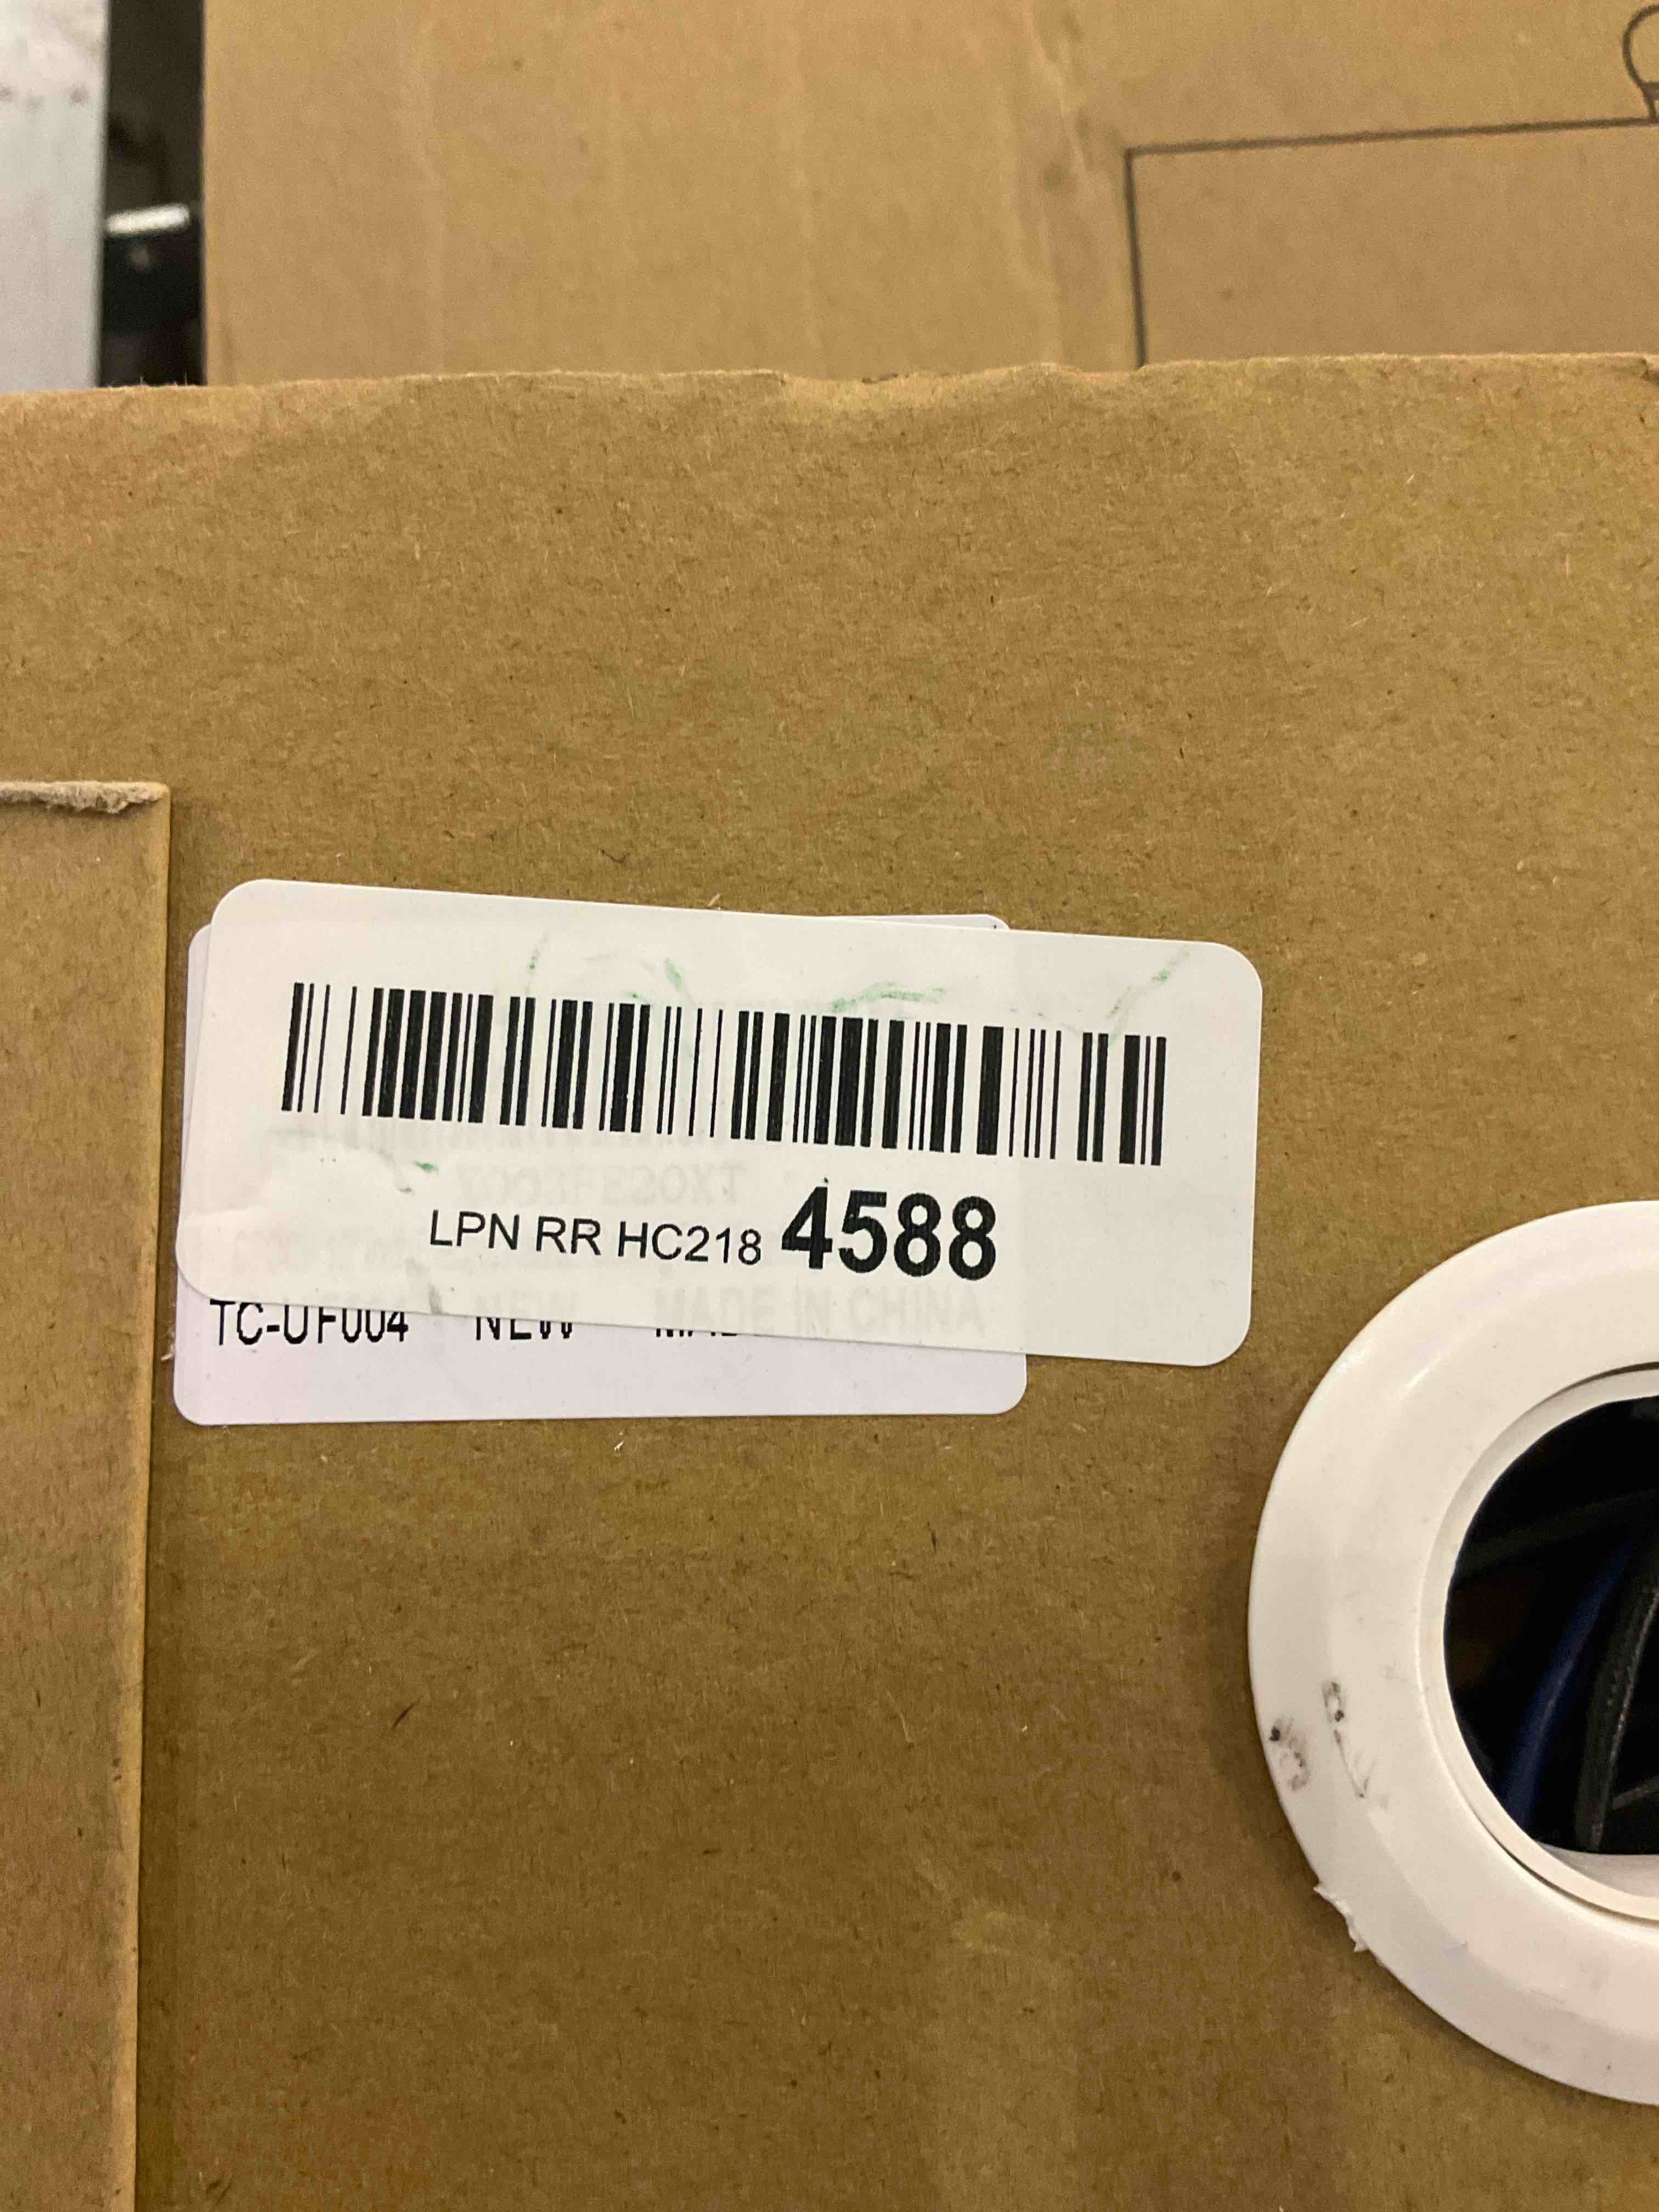 LPN RR HC218 4588
TC-UF004 NEW MADE IN CHINA